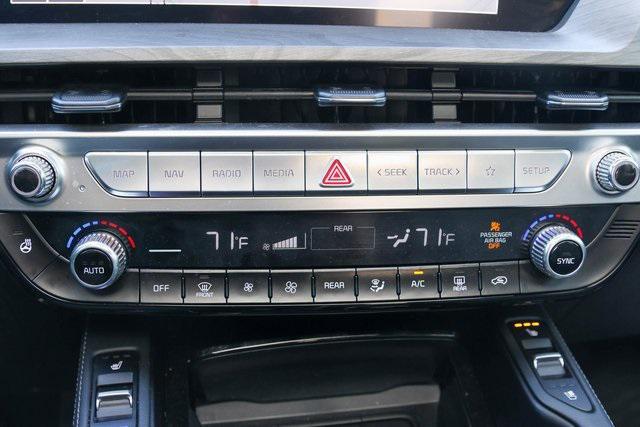 MAP NAV RADIO MEDIA < SEEK TRACK > SETUP
71°F REAR 71°F PASSENGER AIR BAG OFF
AUTO SYNC
OFF FRONT REAR A/C REAR